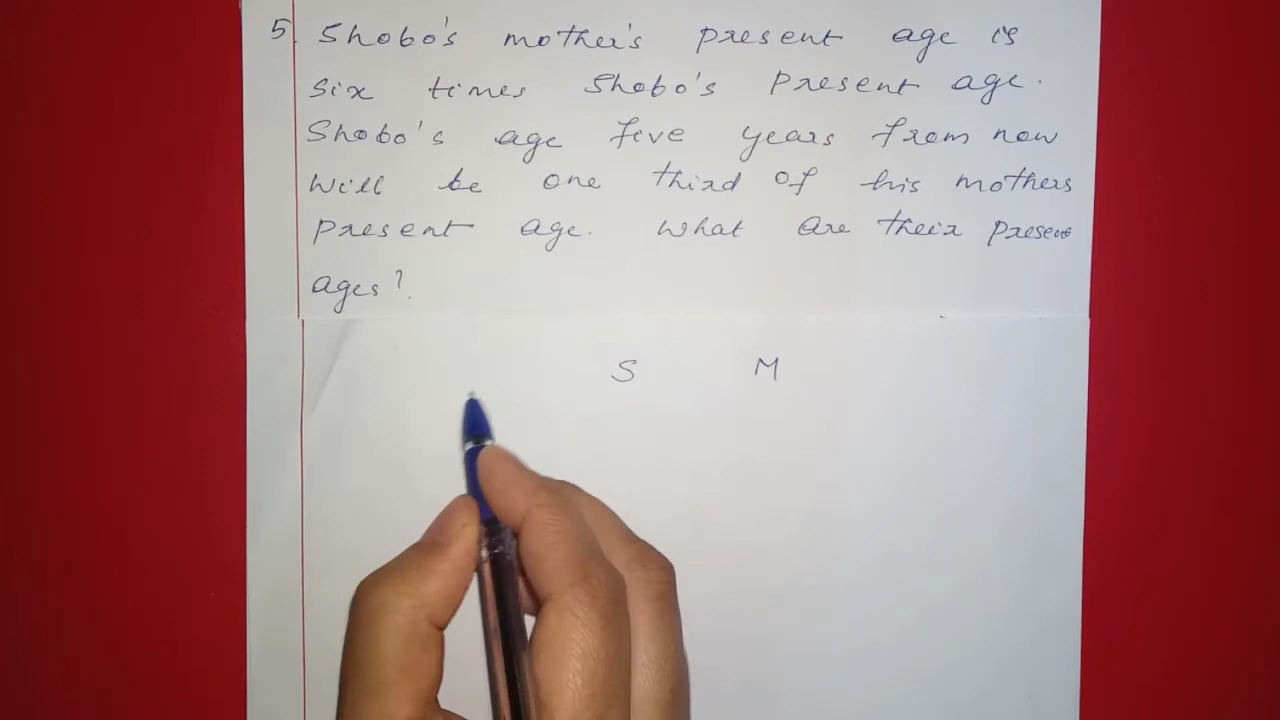 5. Shobo's mother's present age is
six times Shobo's present age.
Shobo's age five years from now
will be one third of his mothers
present age. What are their present
ages?
S M